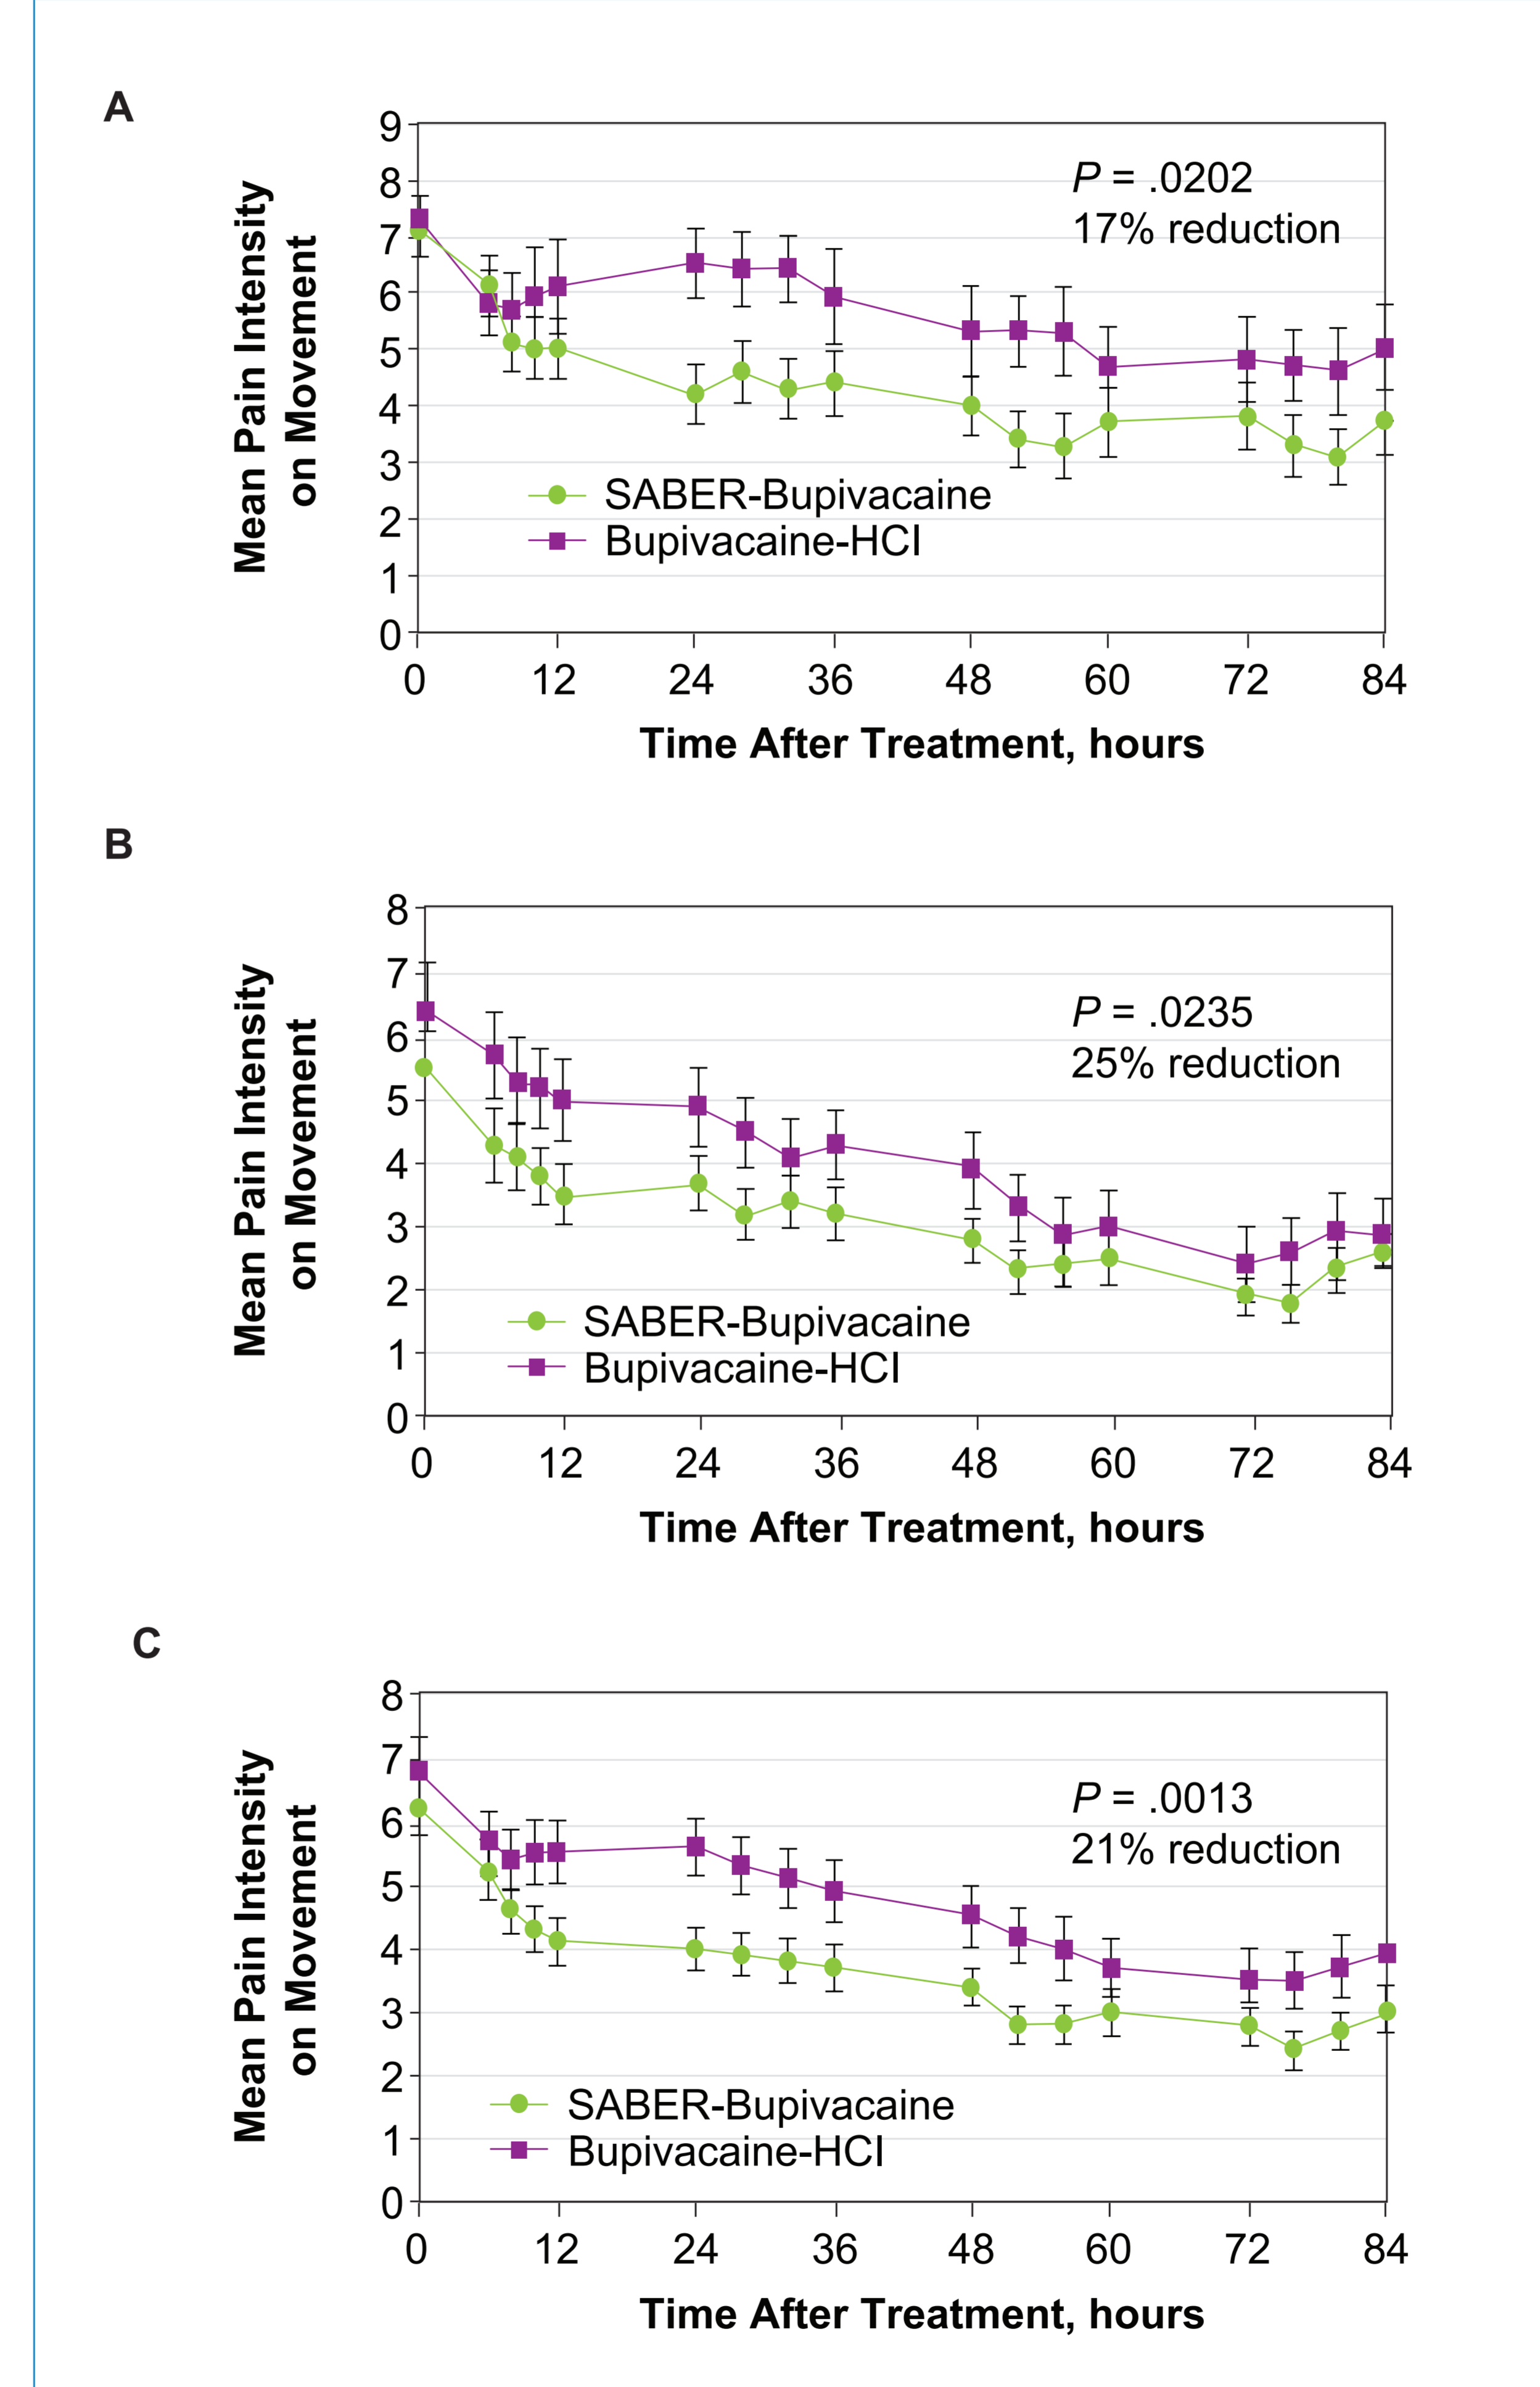 A
9
8
7
6
5
4
3
2
1
0
Mean Pain Intensity
on Movement
P = .0202
17% reduction
SABER-Bupivacaine
Bupivacaine-HCl
0 12 24 36 48 60 72 84
Time After Treatment, hours
B
8
7
6
5
4
3
2
1
0
Mean Pain Intensity
on Movement
P = .0235
25% reduction
SABER-Bupivacaine
Bupivacaine-HCl
0 12 24 36 48 60 72 84
Time After Treatment, hours
C
8
7
6
5
4
3
2
1
0
Mean Pain Intensity
on Movement
P = .0013
21% reduction
SABER-Bupivacaine
Bupivacaine-HCl
0 12 24 36 48 60 72 84
Time After Treatment, hours